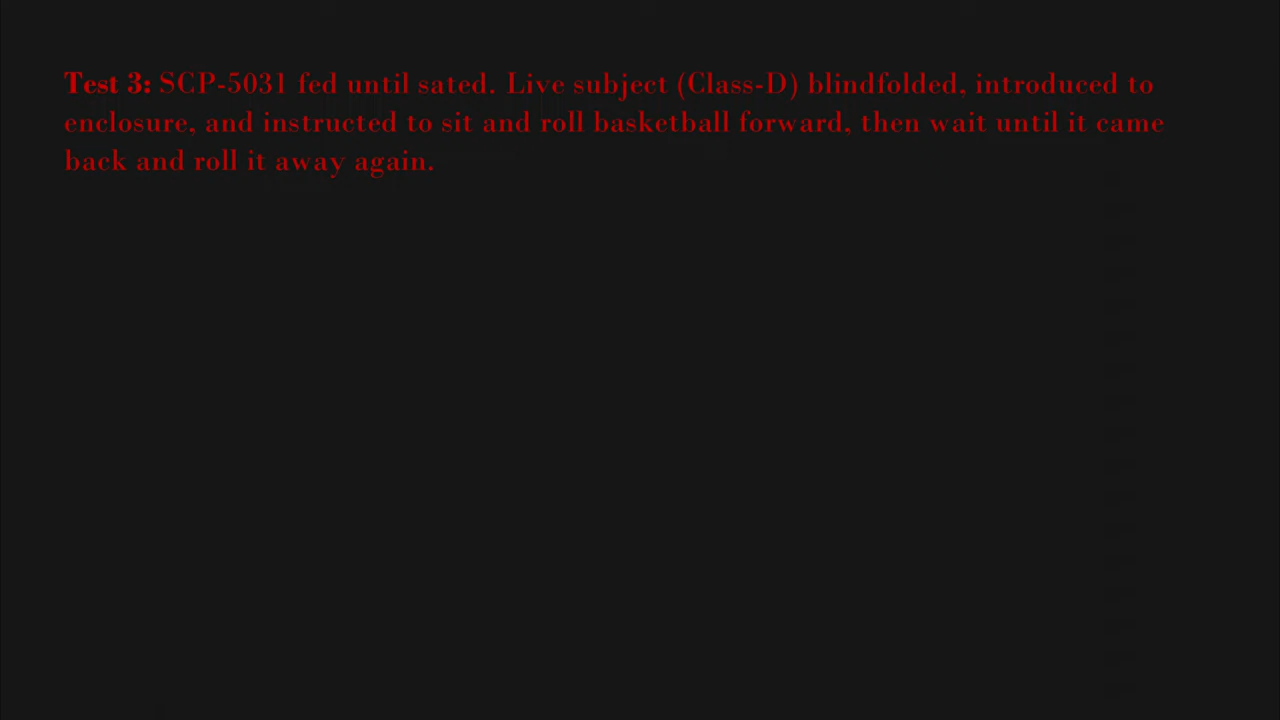 Test 3: SCP-5031 fed until sated. Live subject (Class-D) blindfolded, introduced to
enclosure, and instructed to sit and roll basketball forward, then wait until it came
back and roll it away again.